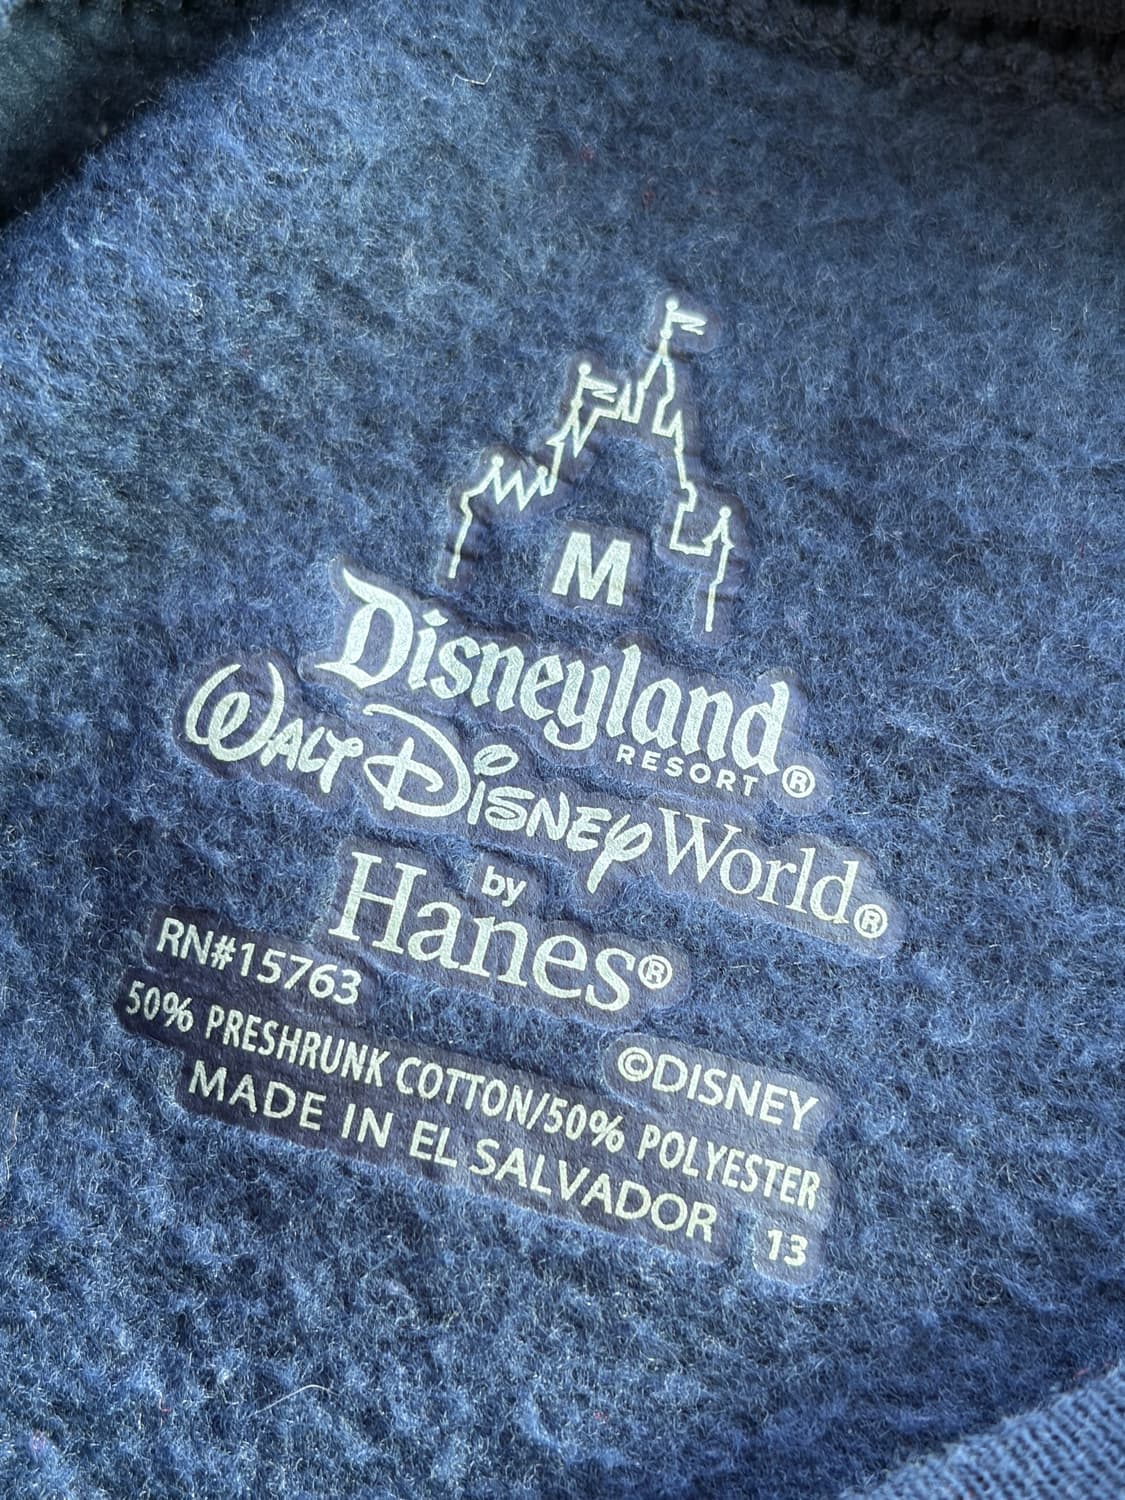 M
Disneyland
RESORT®
WALT DISNEY World®
by
Hanes®
RN#15763
©DISNEY
50% PRESHRUNK COTTON/50% POLYESTER
MADE IN EL SALVADOR 13